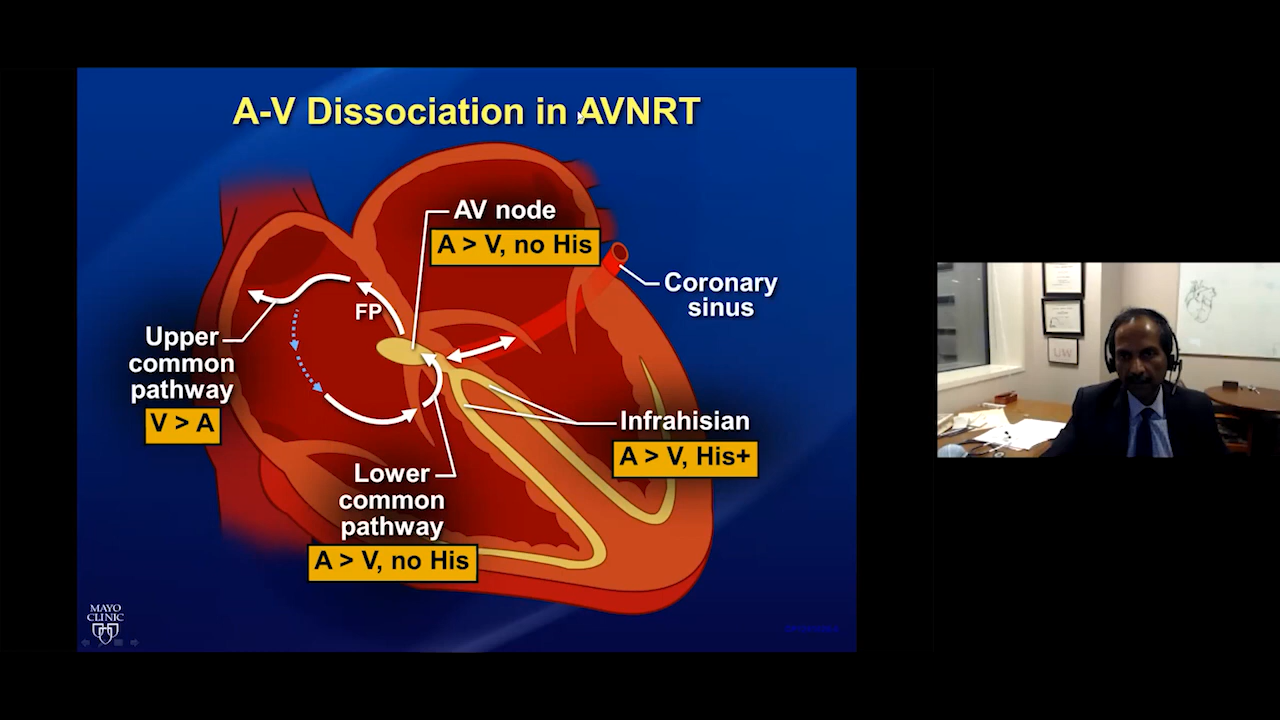 A-V Dissociation in AVNRT
AV node
A > V, no His
Coronary
sinus
FP
Upper
common
pathway
V > A
Infrahisian
A > V, His+
Lower
common
pathway
A > V, no His
MAYO
CLINIC
UW